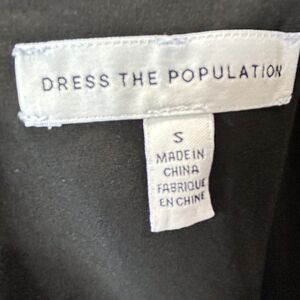 DRESS THE POPULATION
S
MADE IN
CHINA
FABRIQUE
EN CHINE